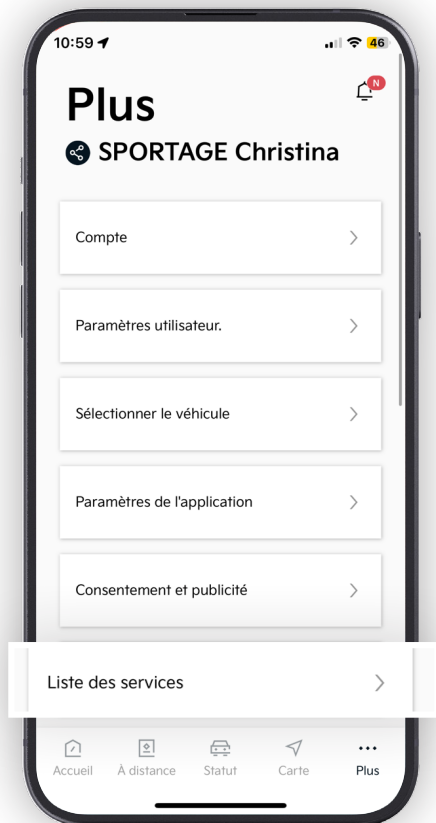 10:59
46
N
Plus
SPORTAGE Christina
Compte
Paramètres utilisateur.
Sélectionner le véhicule
Paramètres de l'application
Consentement et publicité
Liste des services
Accueil À distance Statut Carte Plus